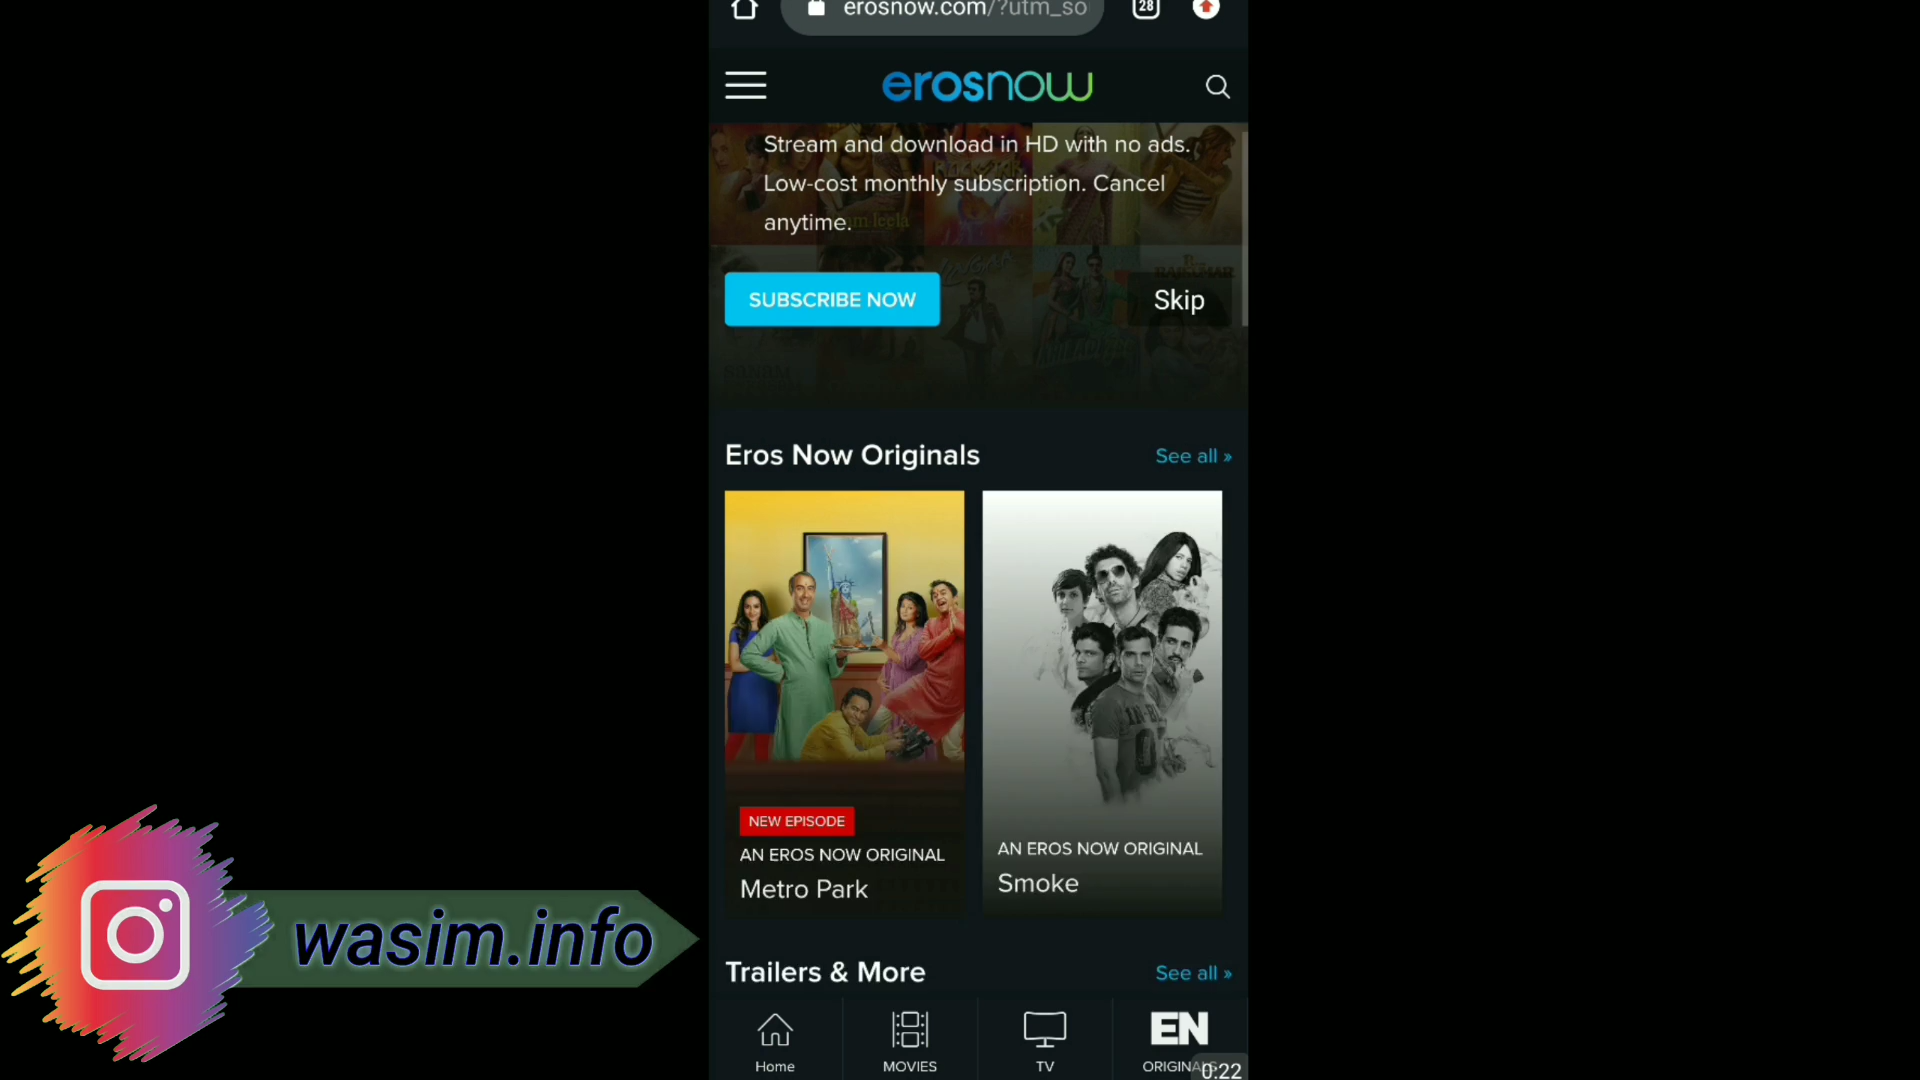 erosnow.com/?utm_so
28
erosnow
Stream and download in HD with no ads.
Low-cost monthly subscription. Cancel
anytime.
SUBSCRIBE NOW
Skip
Eros Now Originals
See all »
NEW EPISODE
AN EROS NOW ORIGINAL
Metro Park
AN EROS NOW ORIGINAL
Smoke
Trailers & More
See all »
Home
MOVIES
TV
EN
ORIGINALS
0:22
wasim.info